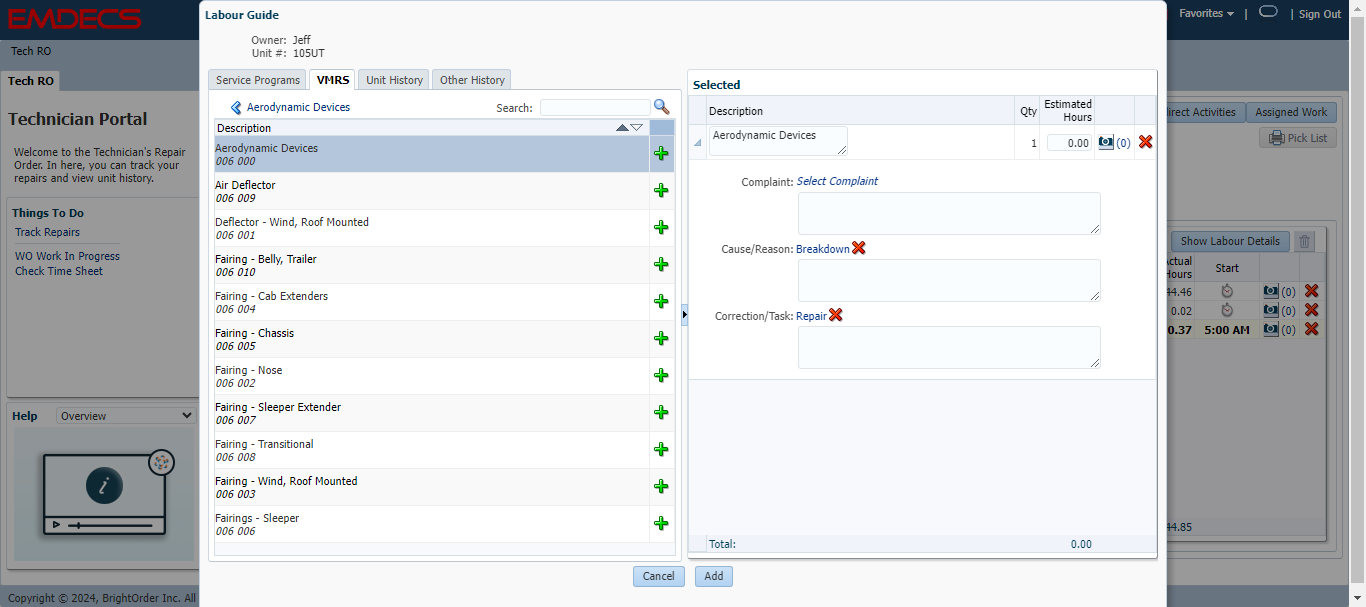 EMDECS
Favorites | | Sign Out
Tech RO
Tech RO
Technician Portal
Welcome to the Technician's Repair
Order. In here, you can track your
repairs and view unit history.
Things To Do
Track Repairs
WO Work In Progress
Check Time Sheet
Help Overview
i
Copyright © 2024, BrightOrder Inc. All
Labour Guide
Owner: Jeff
Unit #: 105UT
Service Programs VMRS Unit History Other History
Aerodynamic Devices Search:
Description
Aerodynamic Devices
006 000
Air Deflector
006 009
Deflector - Wind, Roof Mounted
006 001
Fairing - Belly, Trailer
006 010
Fairing - Cab Extenders
006 004
Fairing - Chassis
006 005
Fairing - Nose
006 002
Fairing - Sleeper Extender
006 007
Fairing - Transitional
006 008
Fairing - Wind, Roof Mounted
006 003
Fairings - Sleeper
006 006
Selected
Description Qty Estimated
Hours
Aerodynamic Devices 1 0.00 (0)
Complaint: Select Complaint
Cause/Reason: Breakdown
Correction/Task: Repair
Total: 0.00
Cancel Add
direct Activities Assigned Work
Pick List
Show Labour Details
Actual
Hours Start
44.46 (0)
0.02 (0)
0.37 5:00 AM (0)
44.85